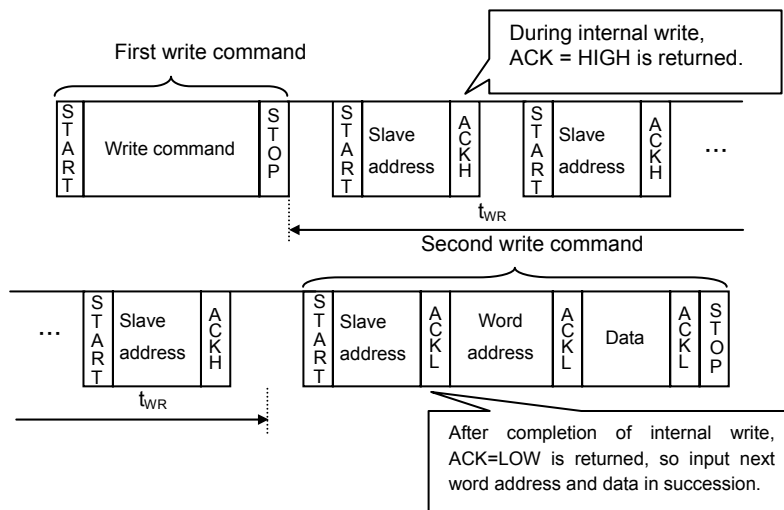 First write command
During internal write,
ACK = HIGH is returned.
START
Write command
STOP
START
Slave
address
ACKH
START
Slave
address
ACKH
...
tWR
Second write command
...
START
Slave
address
ACKH
START
Slave
address
ACKL
Word
address
ACKL
Data
ACKL
STOP
tWR
After completion of internal write,
ACK=LOW is returned, so input next
word address and data in succession.